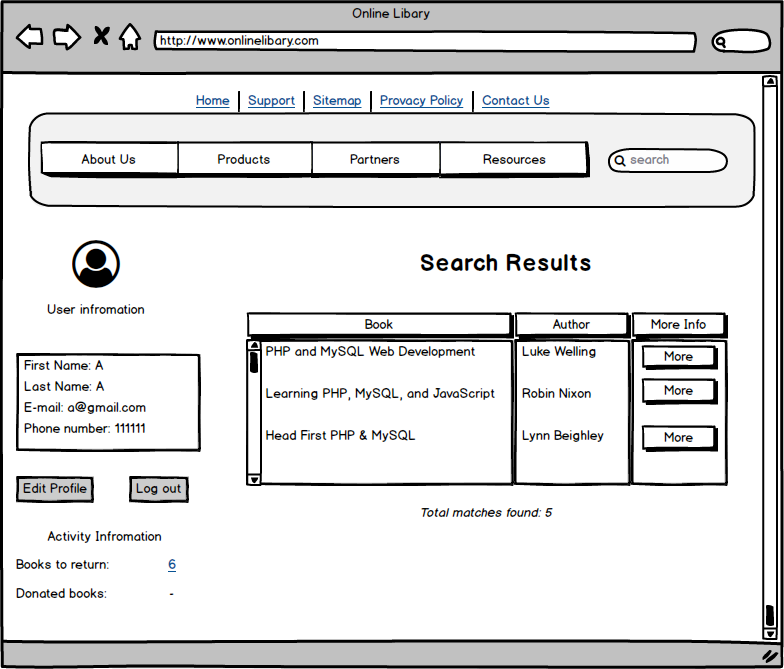 Online Libary
http://www.onlinelibary.com
Home Support Sitemap Provacy Policy Contact Us
About Us Products Partners Resources search
Search Results
User infromation
First Name: A
Last Name: A
E-mail: a@gmail.com
Phone number: 111111
Edit Profile Log out
Activity Infromation
Books to return: 6
Donated books: -
Book Author More Info
PHP and MySQL Web Development Luke Welling More
Learning PHP, MySQL, and JavaScript Robin Nixon More
Head First PHP & MySQL Lynn Beighley More
Total matches found: 5